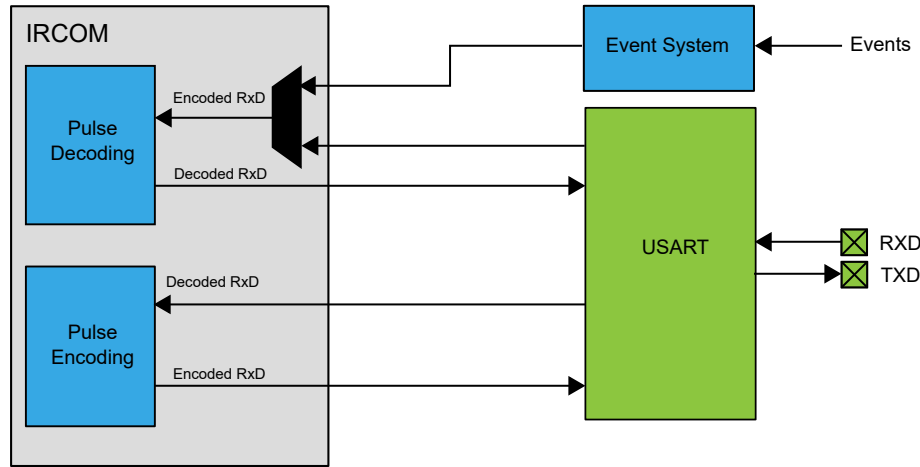 IRCOM
Event System
Events
Encoded RxD
Pulse
Decoding
Decoded RxD
USART
RXD
TXD
Decoded RxD
Pulse
Encoding
Encoded RxD